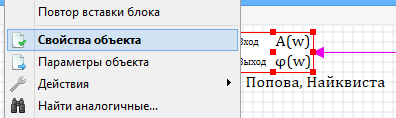 Повтор вставки блока
Свойства объекта
Параметры объекта
Действия
Найти аналогичные...
Вход A(w)
Выход φ(w)
Попова, Найквиста